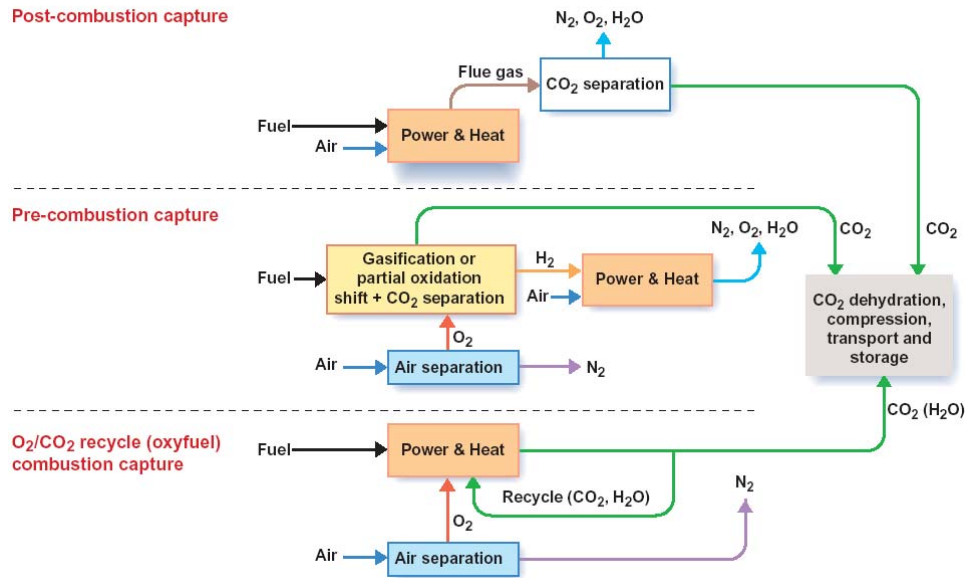 Post-combustion capture
N₂, O₂, H₂O
Flue gas
CO₂ separation
Fuel
Air
Power & Heat
Pre-combustion capture
N₂, O₂, H₂O
CO₂
CO₂
Fuel
Gasification or
partial oxidation
shift + CO₂ separation
H₂
Air
Power & Heat
CO₂ dehydration,
compression,
transport and
storage
O₂
Air
Air separation
N₂
CO₂ (H₂O)
O₂/CO₂ recycle (oxyfuel)
combustion capture
Fuel
Power & Heat
Recycle (CO₂, H₂O)
N₂
O₂
Air
Air separation